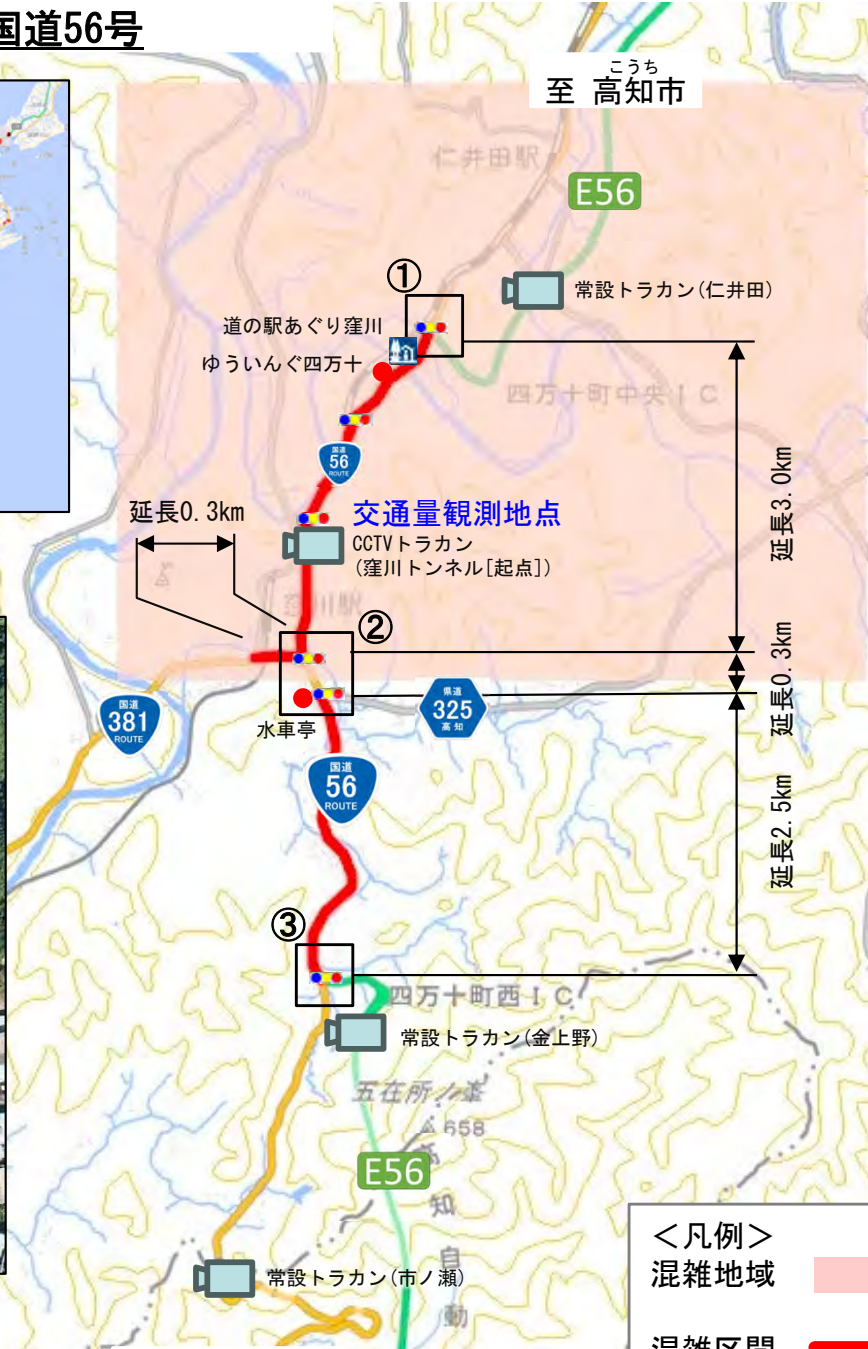 国道56号
こうち
至 高知市
仁井田駅
E56
①
常設トラカン(仁井田)
道の駅あぐり窪川
ゆういんぐ四万十
四万十町中央IC
国道
56
ROUTE
延長3.0km
延長0.3km
交通量観測地点
CCTVトラカン
(窪川トンネル[起点])
窪川駅
②
延長0.3km
国道
381
ROUTE
県道
325
高知
水車亭
国道
56
ROUTE
延長2.5km
③
四万十町西IC
常設トラカン(金上野)
五在所ノ峯
658
E56
高
知
自
動
常設トラカン(市ノ瀬)
<凡例>
混雑地域
混雑区間